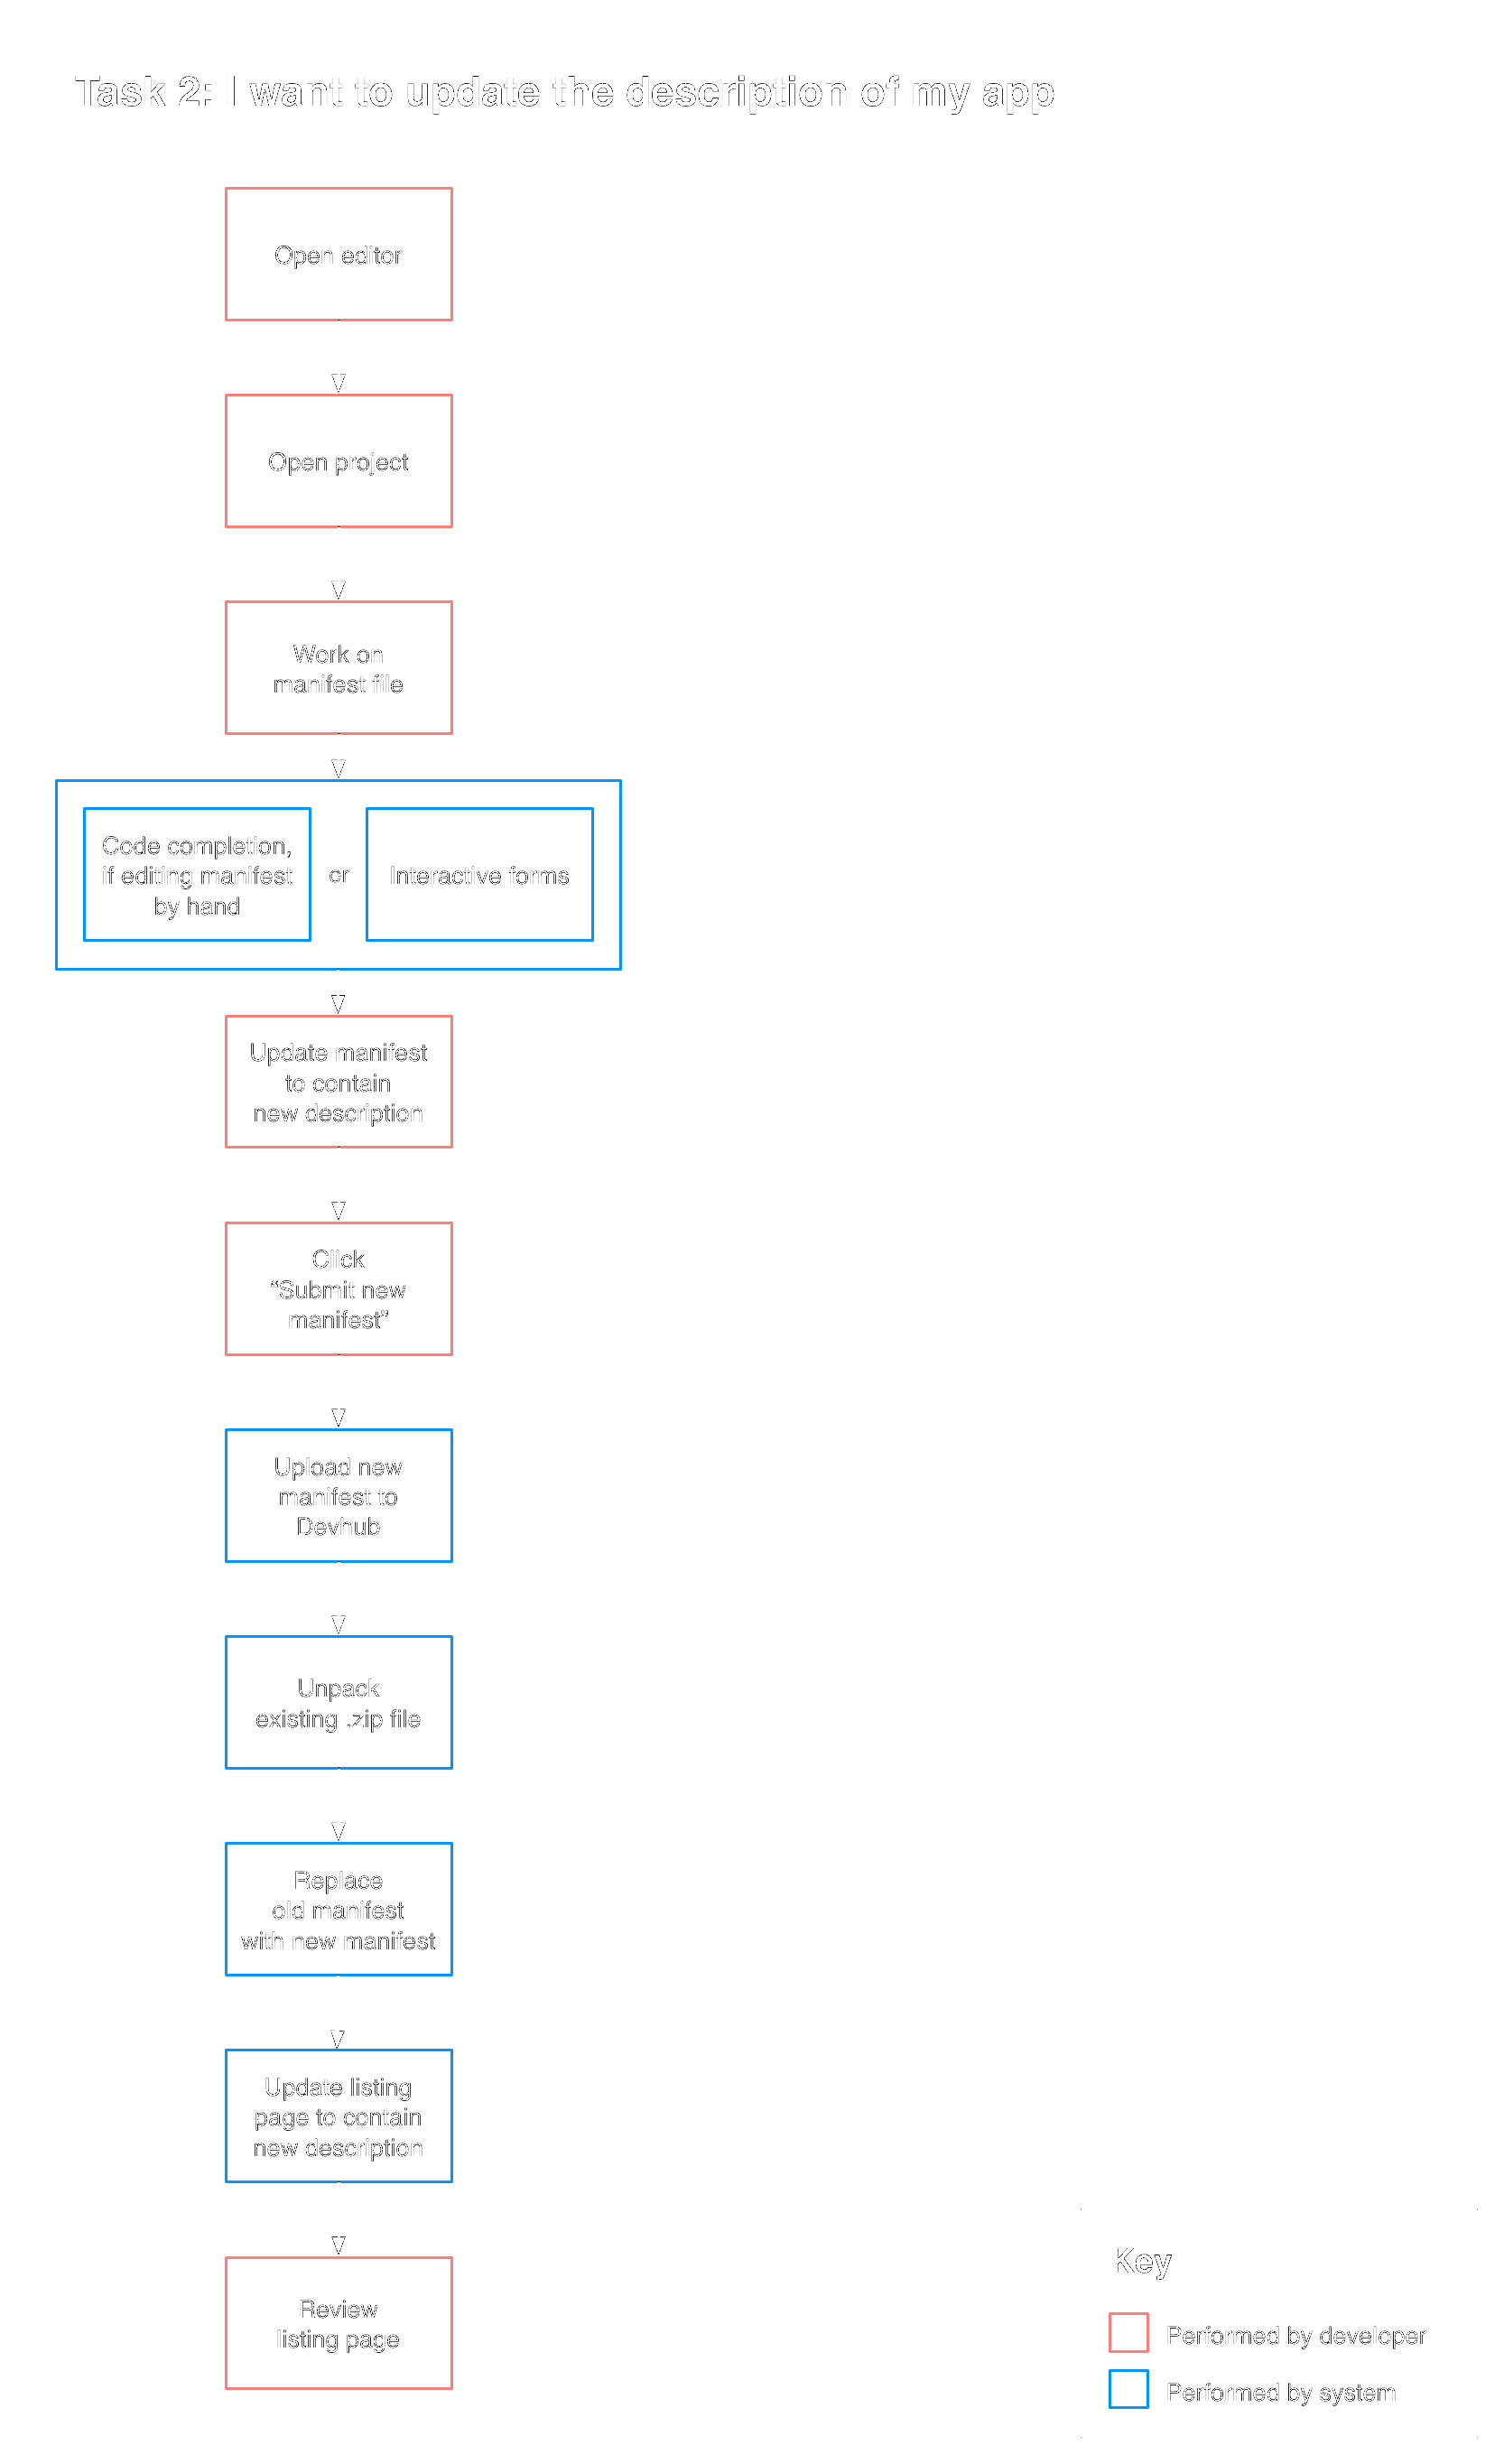 Task 2: I want to update the description of my app
Open editor
Open project
Work on
manifest file
Code completion,
if editing manifest
by hand
or
Interactive forms
Update manifest
to contain
new description
Click
“Submit new
manifest”
Upload new
manifest to
Devhub
Unpack
existing .zip file
Replace
old manifest
with new manifest
Update listing
page to contain
new description
Review
listing page
Key
Performed by developer
Performed by system